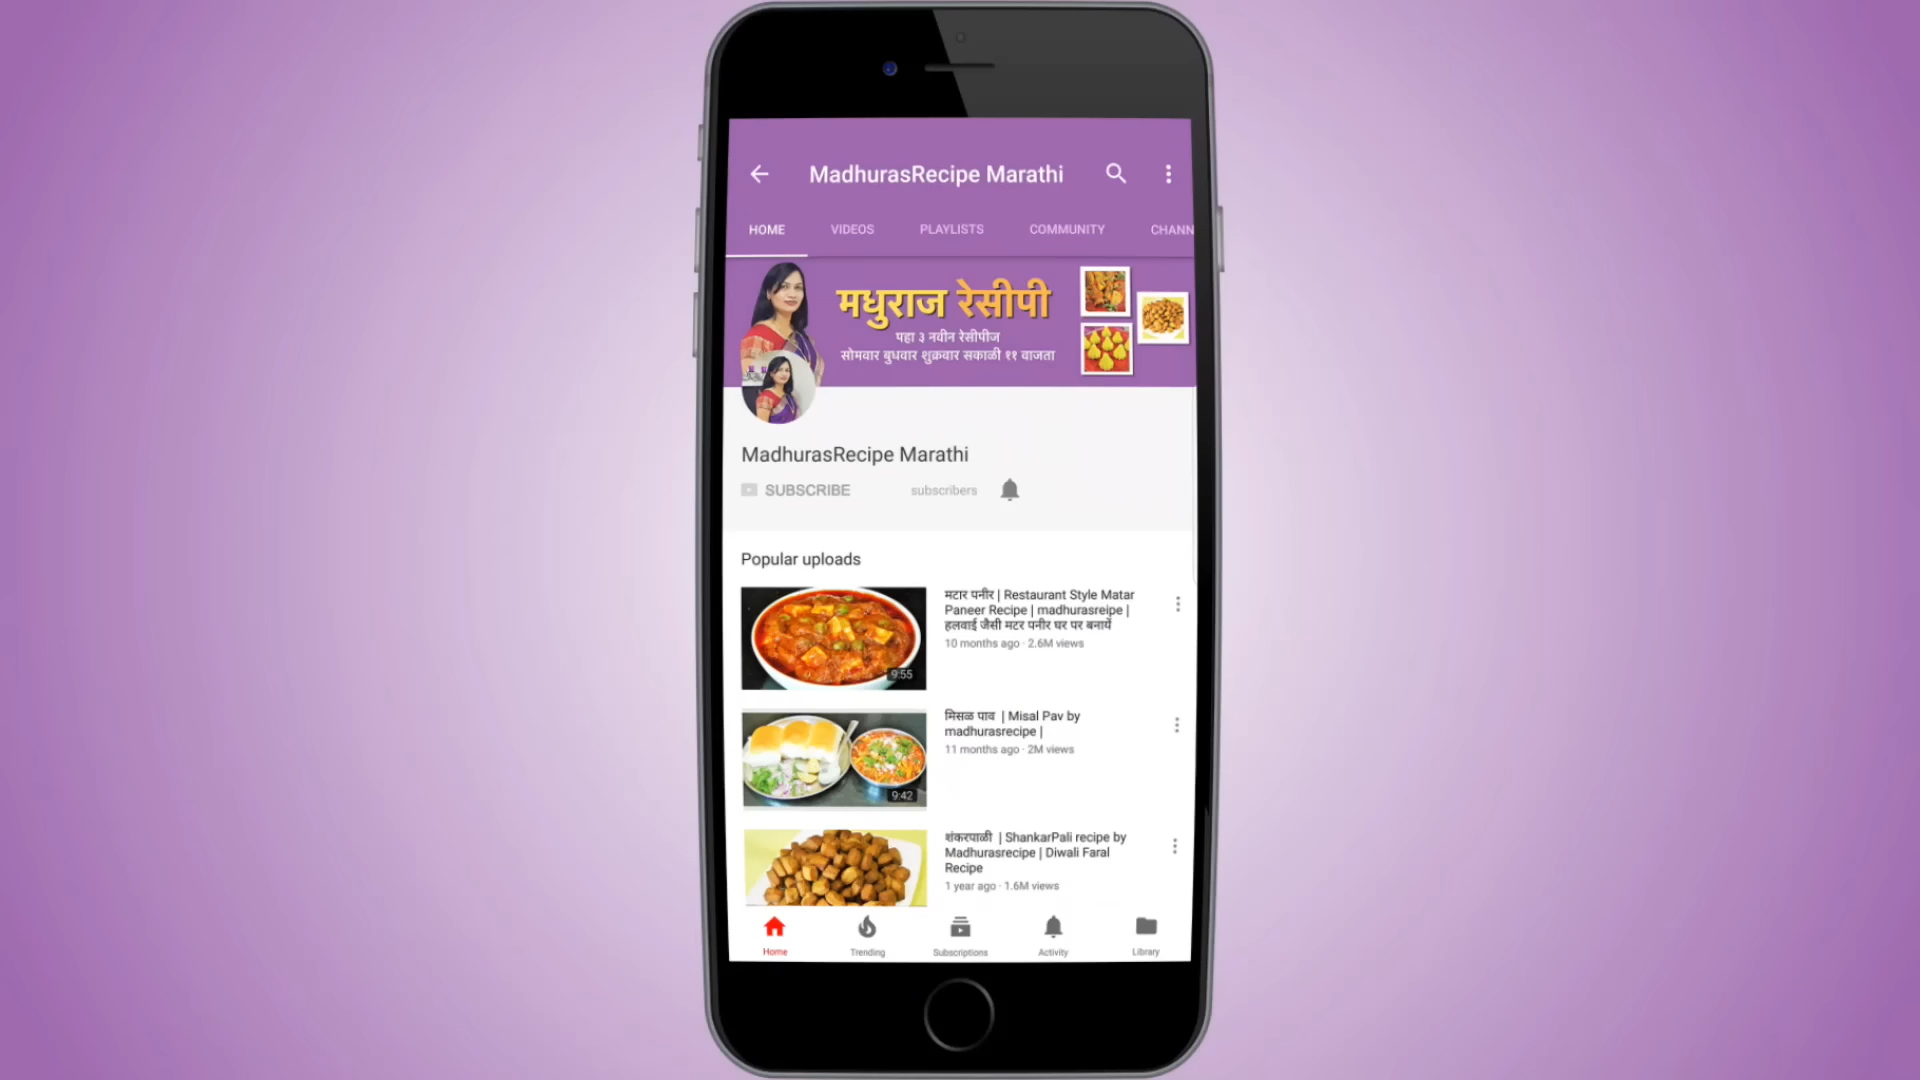 MadhurasRecipe Marathi
HOME VIDEOS PLAYLISTS COMMUNITY CHANN
मधुराज रेसीपी
पहा ३ नवीन रेसीपीज
सोमवार बुधवार शुक्रवार सकाळी ११ वाजता
MadhurasRecipe Marathi
SUBSCRIBE subscribers
Popular uploads
मटार पनीर | Restaurant Style Matar
Paneer Recipe | madhurasreipe |
हलवाई जैसी मटर पनीर घर पर बनायें
10 months ago · 2.6M views
9:55
मिसळ पाव | Misal Pav by
madhurasrecipe |
11 months ago · 2M views
9:42
शंकरपाळी | ShankarPali recipe by
Madhurasrecipe | Diwali Faral
Recipe
1 year ago · 1.6M views
Home Trending Subscriptions Activity Library